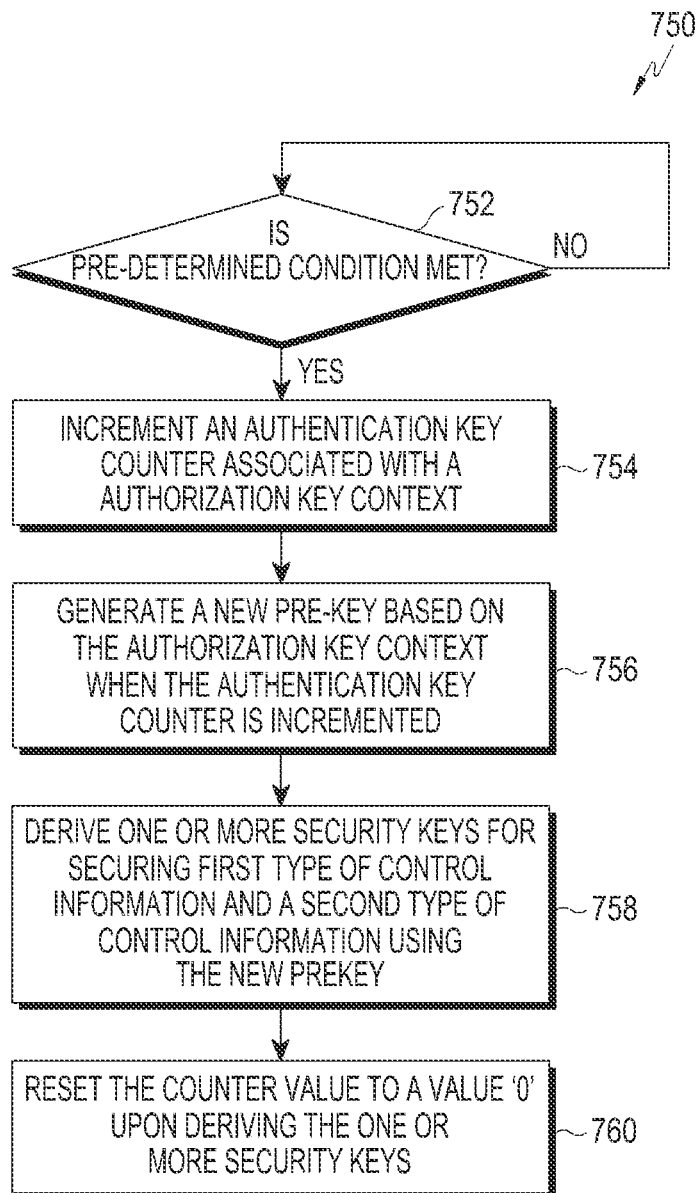 750
752
IS
PRE-DETERMINED CONDITION MET?
NO
YES
INCREMENT AN AUTHENTICATION KEY
COUNTER ASSOCIATED WITH A
AUTHORIZATION KEY CONTEXT
754
GENERATE A NEW PRE-KEY BASED ON
THE AUTHORIZATION KEY CONTEXT
WHEN THE AUTHENTICATION KEY
COUNTER IS INCREMENTED
756
DERIVE ONE OR MORE SECURITY KEYS FOR
SECURING FIRST TYPE OF CONTROL
INFORMATION AND A SECOND TYPE OF
CONTROL INFORMATION USING
THE NEW PREKEY
758
RESET THE COUNTER VALUE TO A VALUE '0'
UPON DERIVING THE ONE OR
MORE SECURITY KEYS
760